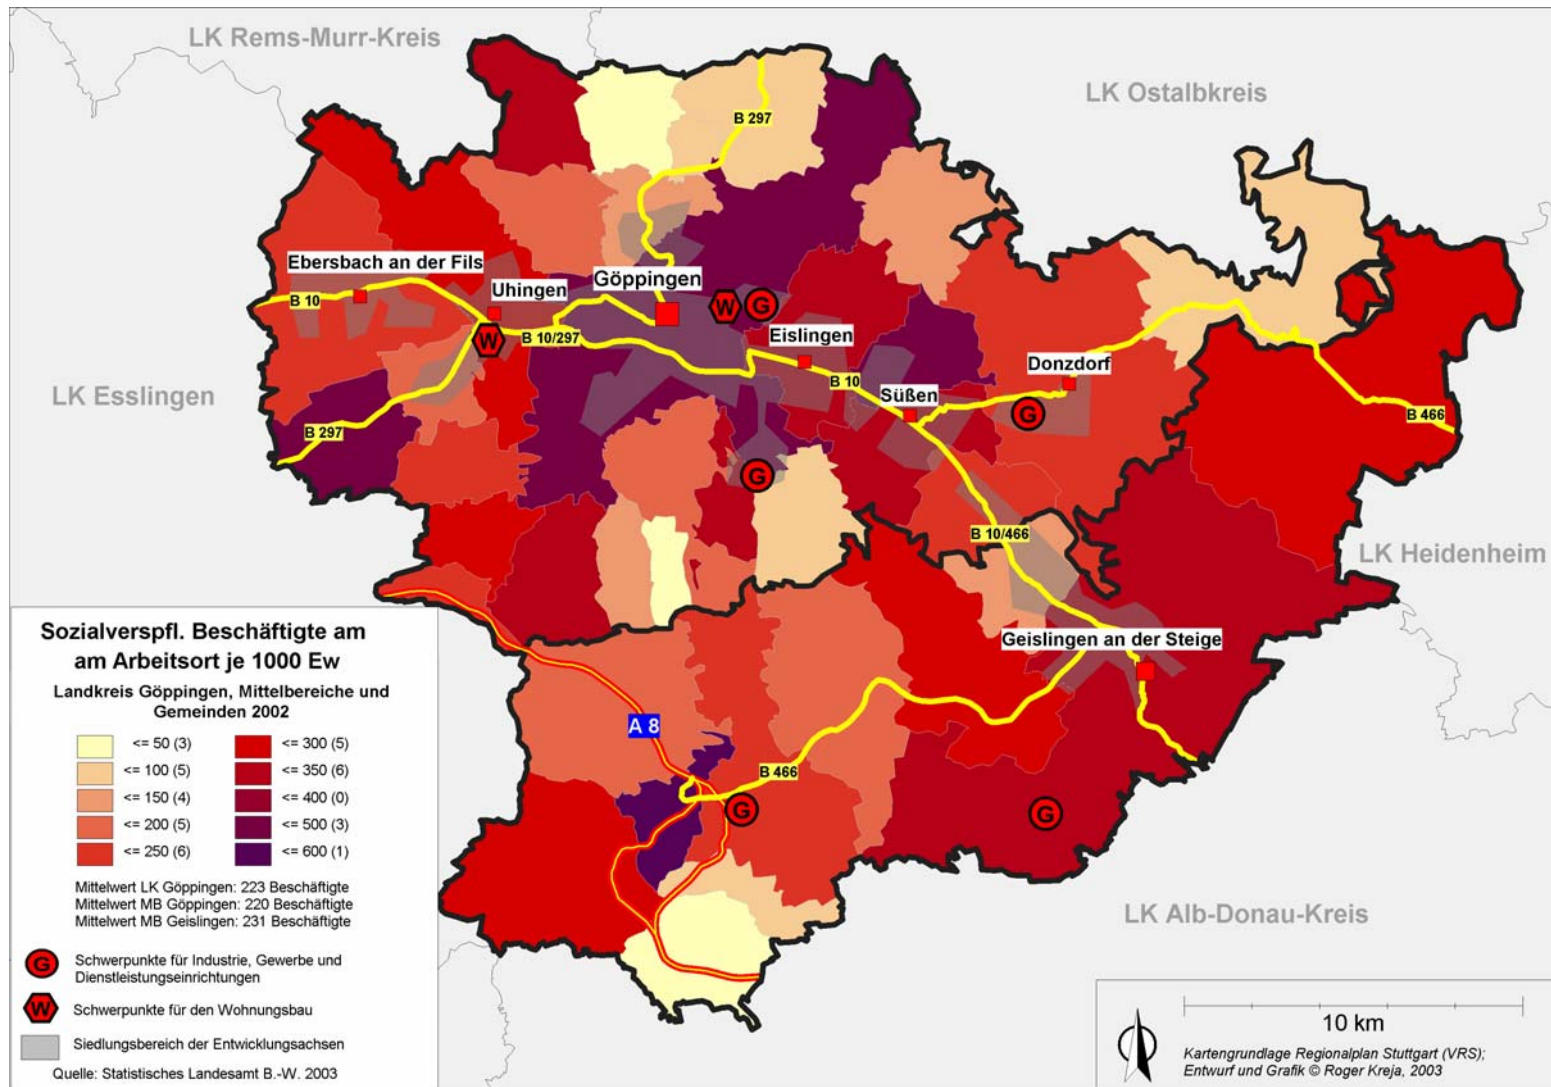 LK Rems-Murr-Kreis
LK Ostalbkreis
B 297
Ebersbach an der Fils
Göppingen
Uhingen
B 10
W
G
B 10/297
Eislingen
W
Donzdorf
B 10
LK Esslingen
Süßen
G
B 466
B 297
G
B 10/466
LK Heidenheim
Geislingen an der Steige
A 8
B 466
G
G
LK Alb-Donau-Kreis
Sozialverspfl. Beschäftigte am
am Arbeitsort je 1000 Ew
Landkreis Göppingen, Mittelbereiche und
Gemeinden 2002
<= 50 (3)
<= 300 (5)
<= 100 (5)
<= 350 (6)
<= 150 (4)
<= 400 (0)
<= 200 (5)
<= 500 (3)
<= 250 (6)
<= 600 (1)
Mittelwert LK Göppingen: 223 Beschäftigte
Mittelwert MB Göppingen: 220 Beschäftigte
Mittelwert MB Geislingen: 231 Beschäftigte
G
Schwerpunkte für Industrie, Gewerbe und
Dienstleistungseinrichtungen
W
Schwerpunkte für den Wohnungsbau
Siedlungsbereich der Entwicklungsachsen
Quelle: Statistisches Landesamt B.-W. 2003
10 km
Kartengrundlage Regionalplan Stuttgart (VRS);
Entwurf und Grafik © Roger Kreja, 2003